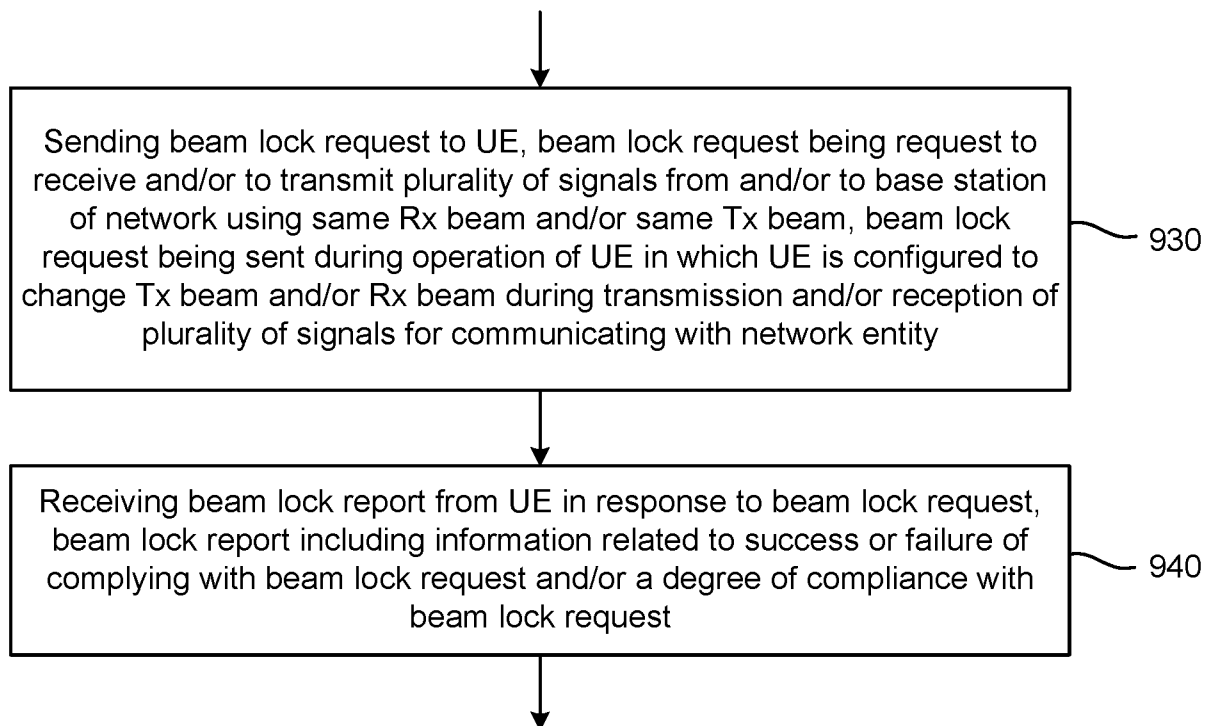 Sending beam lock request to UE, beam lock request being request to
receive and/or to transmit plurality of signals from and/or to base station
of network using same Rx beam and/or same Tx beam, beam lock
request being sent during operation of UE in which UE is configured to
change Tx beam and/or Rx beam during transmission and/or reception of
plurality of signals for communicating with network entity
930
Receiving beam lock report from UE in response to beam lock request,
beam lock report including information related to success or failure of
complying with beam lock request and/or a degree of compliance with
beam lock request
940